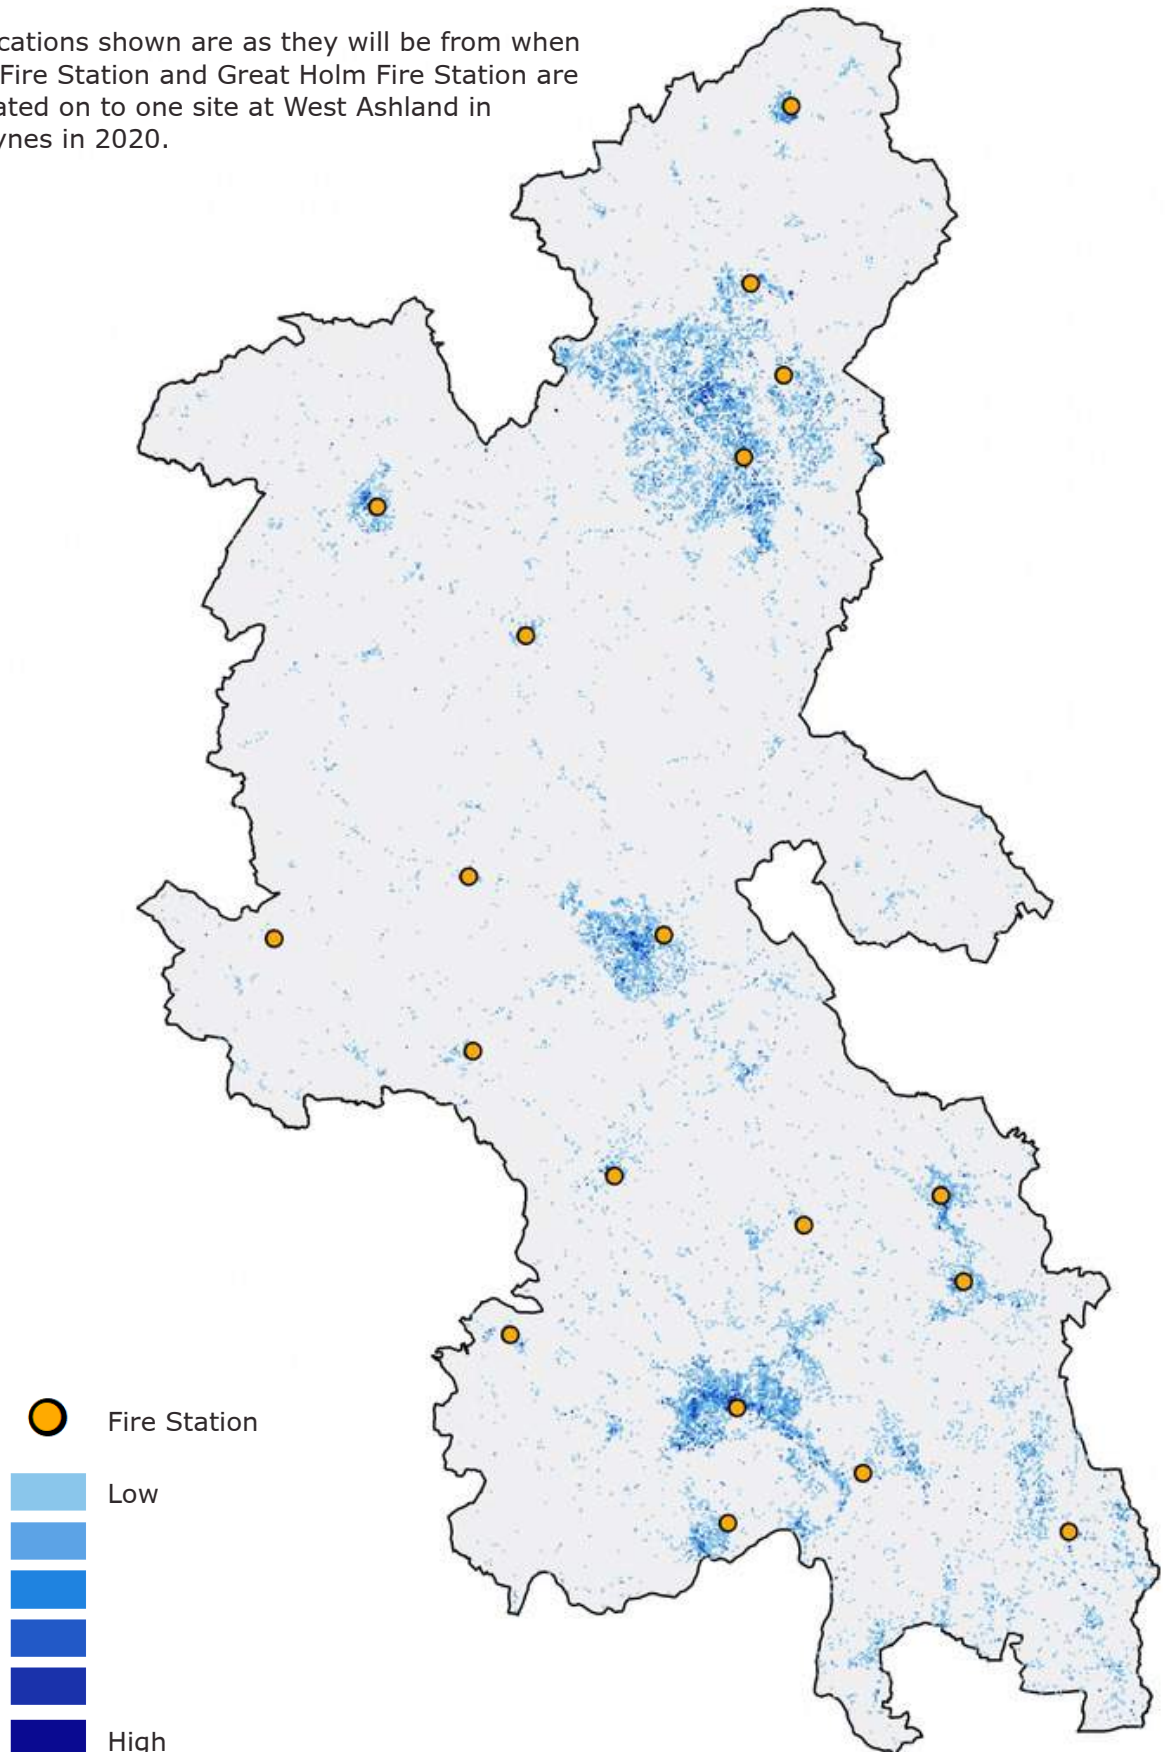 cations shown are as they will be from when
Fire Station and Great Holm Fire Station are
ated on to one site at West Ashland in
ynes in 2020.
Fire Station
Low
High